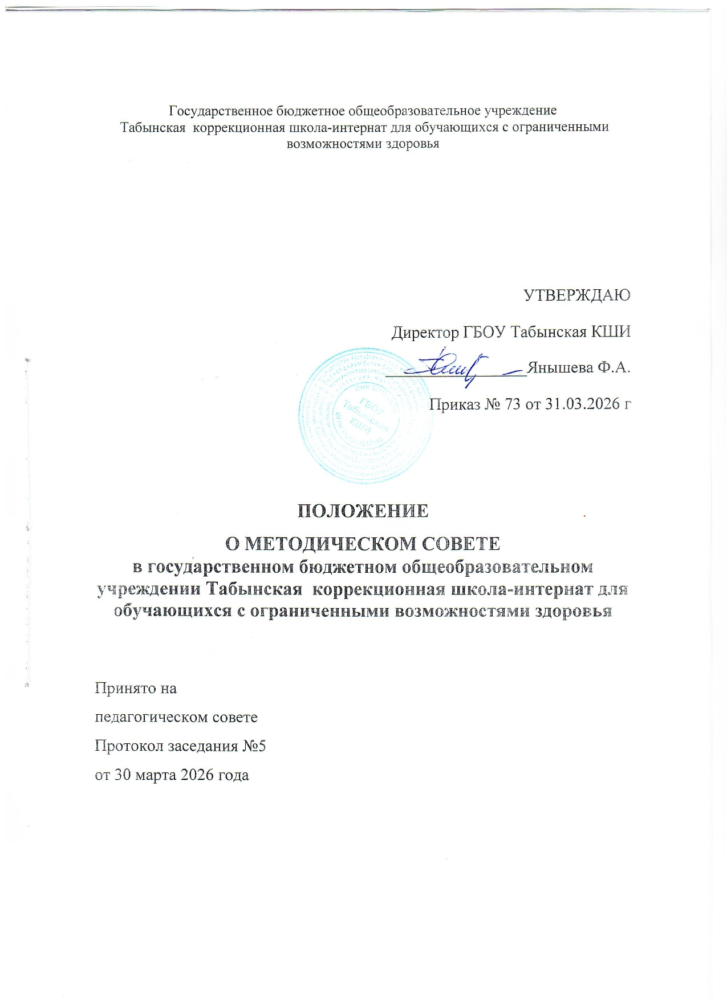 Государственное бюджетное общеобразовательное учреждение
Табынская коррекционная школа-интернат для обучающихся с ограниченными
возможностями здоровья
УТВЕРЖДАЮ
Директор ГБОУ Табынская КШИ
Янышева Ф.А.
Приказ № 73 от 31.03.2026 г
ГБОУ
Табынская
КШИ
ПОЛОЖЕНИЕ
О МЕТОДИЧЕСКОМ СОВЕТЕ
в государственном бюджетном общеобразовательном
учреждении Табынская коррекционная школа-интернат для
обучающихся с ограниченными возможностями здоровья
Принято на
педагогическом совете
Протокол заседания №5
от 30 марта 2026 года